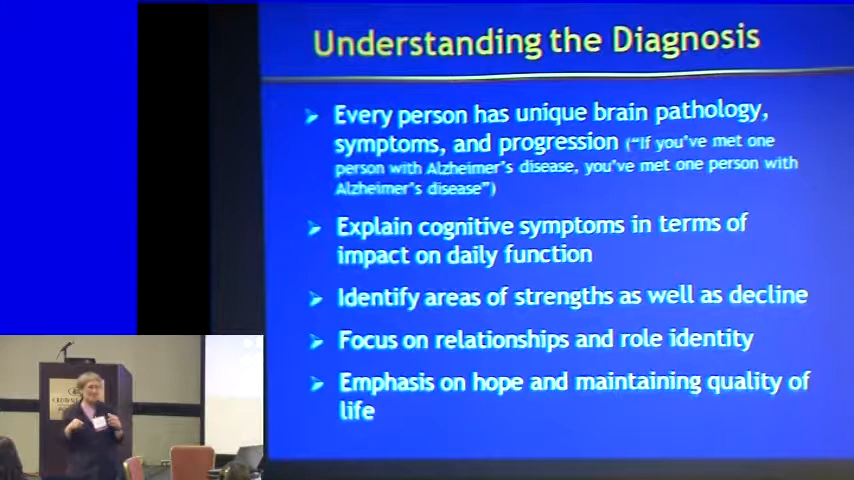 Understanding the Diagnosis
Every person has unique brain pathology,
symptoms, and progression ("If you've met one
person with Alzheimer's disease, you've met one person with
Alzheimer's disease")
Explain cognitive symptoms in terms of
impact on daily function
Identify areas of strengths as well as decline
Focus on relationships and role identity
Emphasis on hope and maintaining quality of
life